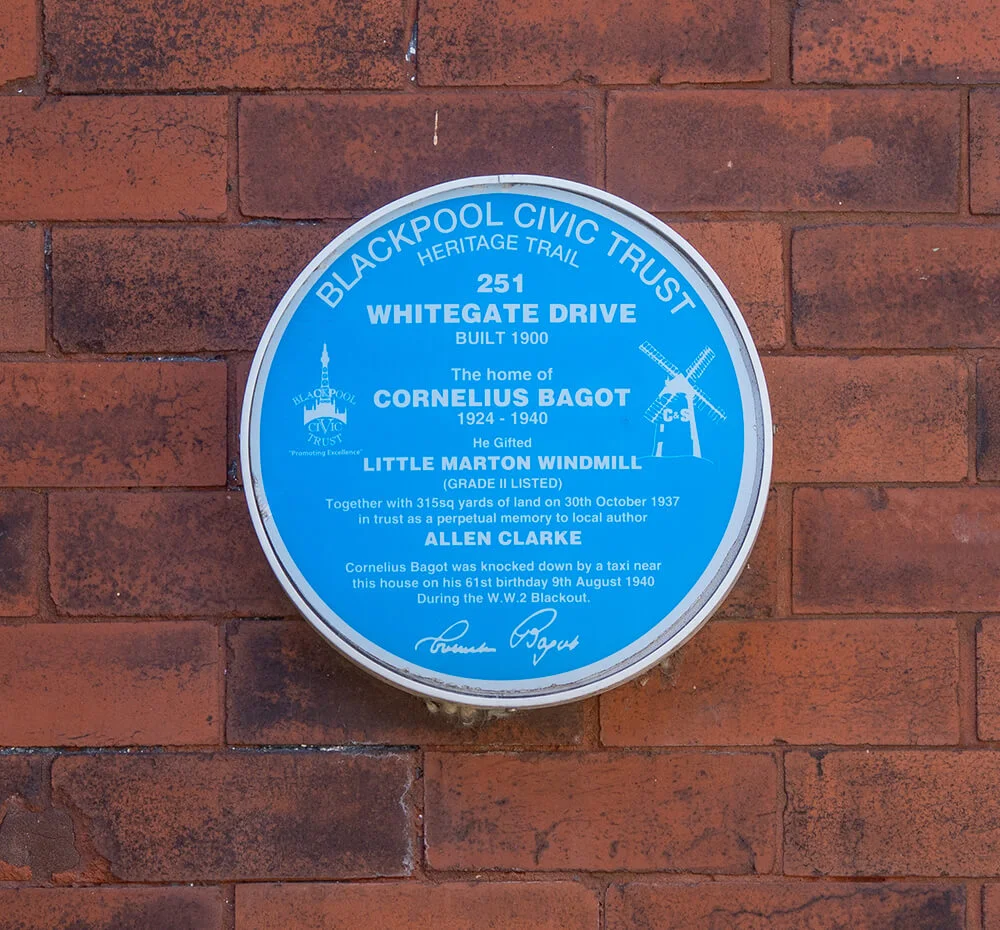 BLACKPOOL CIVIC TRUST
HERITAGE TRAIL
251
WHITEGATE DRIVE
BUILT 1900
BLACKPOOL
CIVIC
TRUST
"Promoting Excellence"
The home of
CORNELIUS BAGOT
1924 - 1940
C&S
He Gifted
LITTLE MARTON WINDMILL
(GRADE II LISTED)
Together with 315sq yards of land on 30th October 1937
in trust as a perpetual memory to local author
ALLEN CLARKE
Cornelius Bagot was knocked down by a taxi near
this house on his 61st birthday 9th August 1940
During the W.W.2 Blackout.
Cornelius Bagot